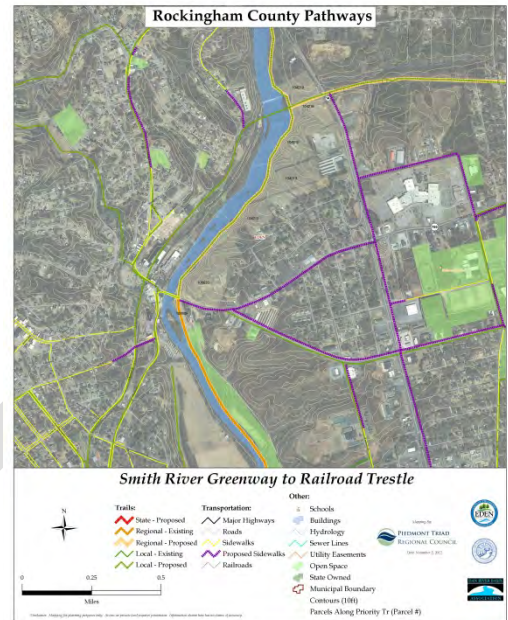 Rockingham County Pathways
Smith River Greenway to Railroad Trestle
N
0 0.25 0.5
Miles
Trails:
State - Proposed
Regional - Existing
Regional - Proposed
Local - Existing
Local - Proposed
Transportation:
Major Highways
Roads
Sidewalks
Proposed Sidewalks
Railroads
Other:
Schools
Buildings
Hydrology
Sewer Lines
Utility Easements
Open Space
State Owned
Municipal Boundary
Contours (10ft)
Parcels Along Priority Tr (Parcel #)
PIEDMONT TRIAD
REGIONAL COUNCIL
EDEN